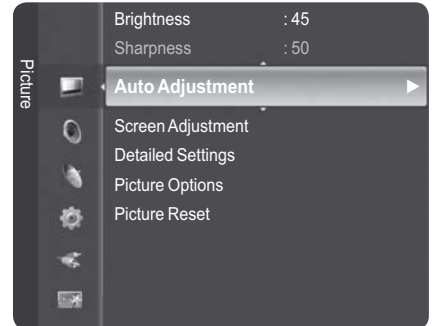 Picture
Brightness : 45
Sharpness : 50
Auto Adjustment
Screen Adjustment
Detailed Settings
Picture Options
Picture Reset